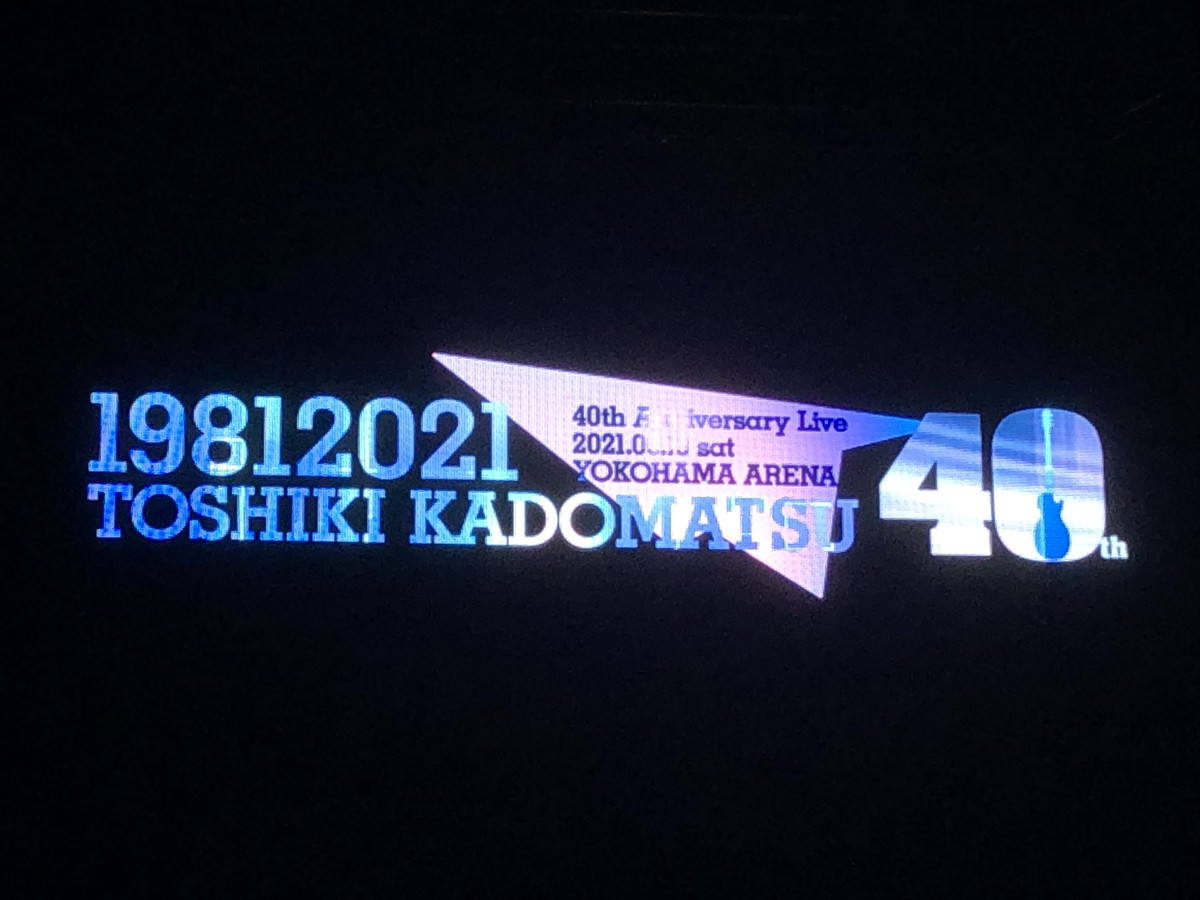 19812021
TOSHIKI KADOMATSU
40th Live
sat
YOKOHAMA ARENA
40th